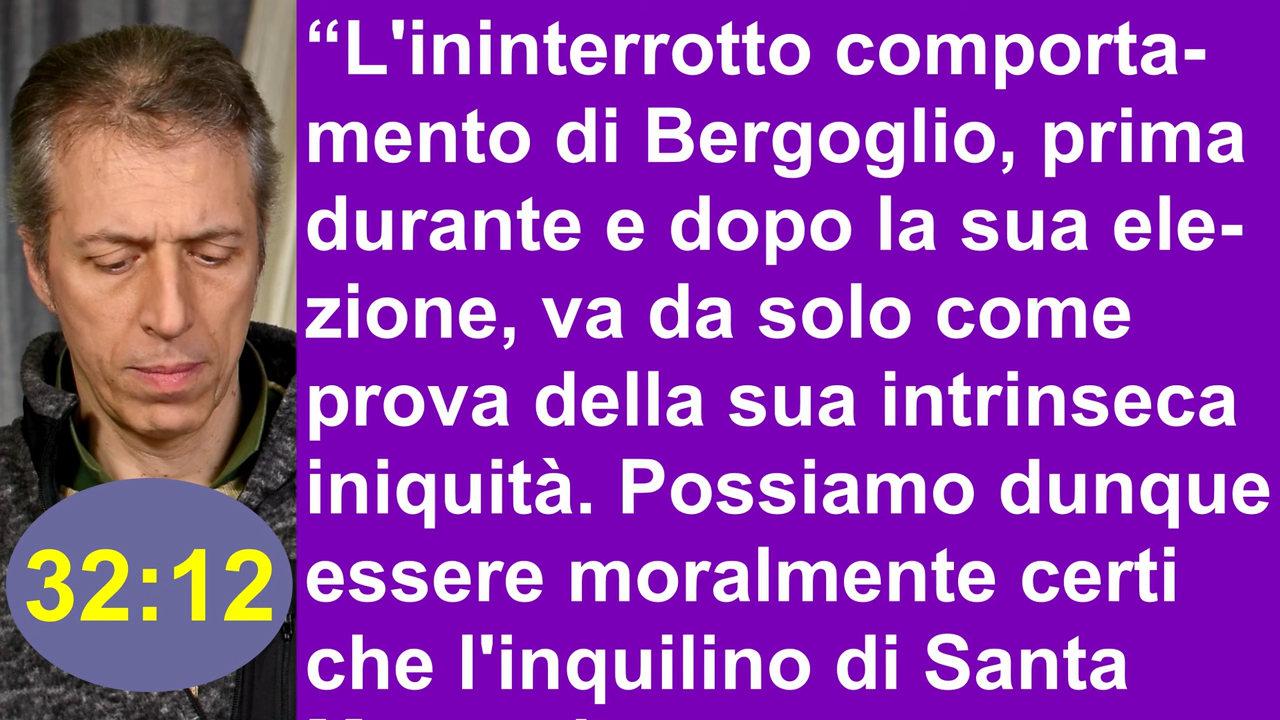 “L'ininterrotto comporta-
mento di Bergoglio, prima
durante e dopo la sua ele-
zione, va da solo come
prova della sua intrinseca
iniquità. Possiamo dunque
essere moralmente certi
che l'inquilino di Santa
32:12